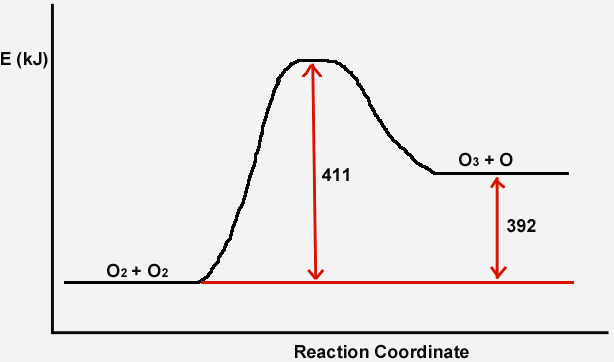 E (kJ)
O3 + O
411
392
O2 + O2
Reaction Coordinate